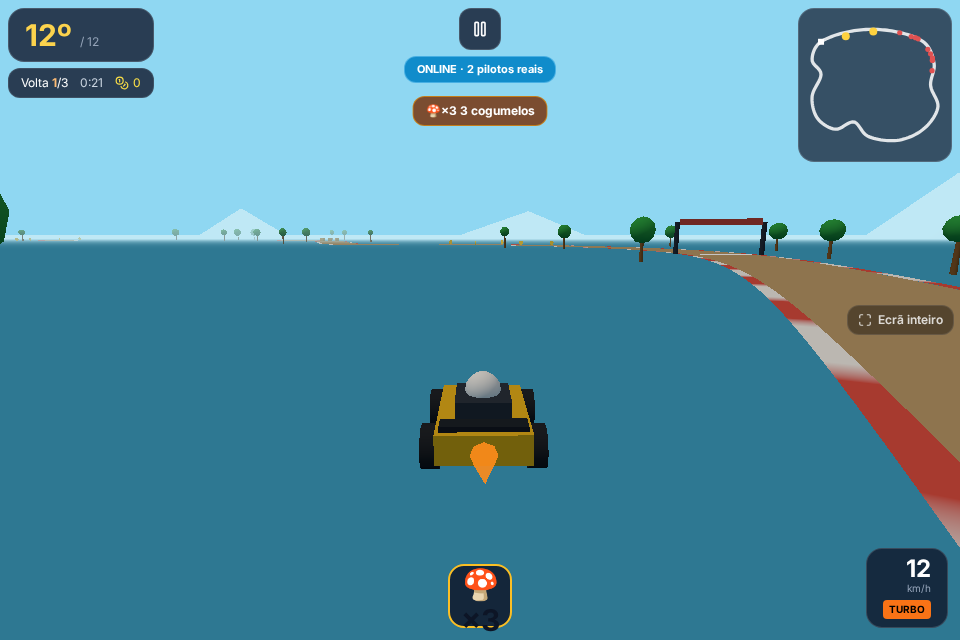 12º / 12
Volta 1/3 0:21 0
ONLINE · 2 pilotos reais
🍄×3 3 cogumelos
Ecrã inteiro
×3
12
km/h
TURBO